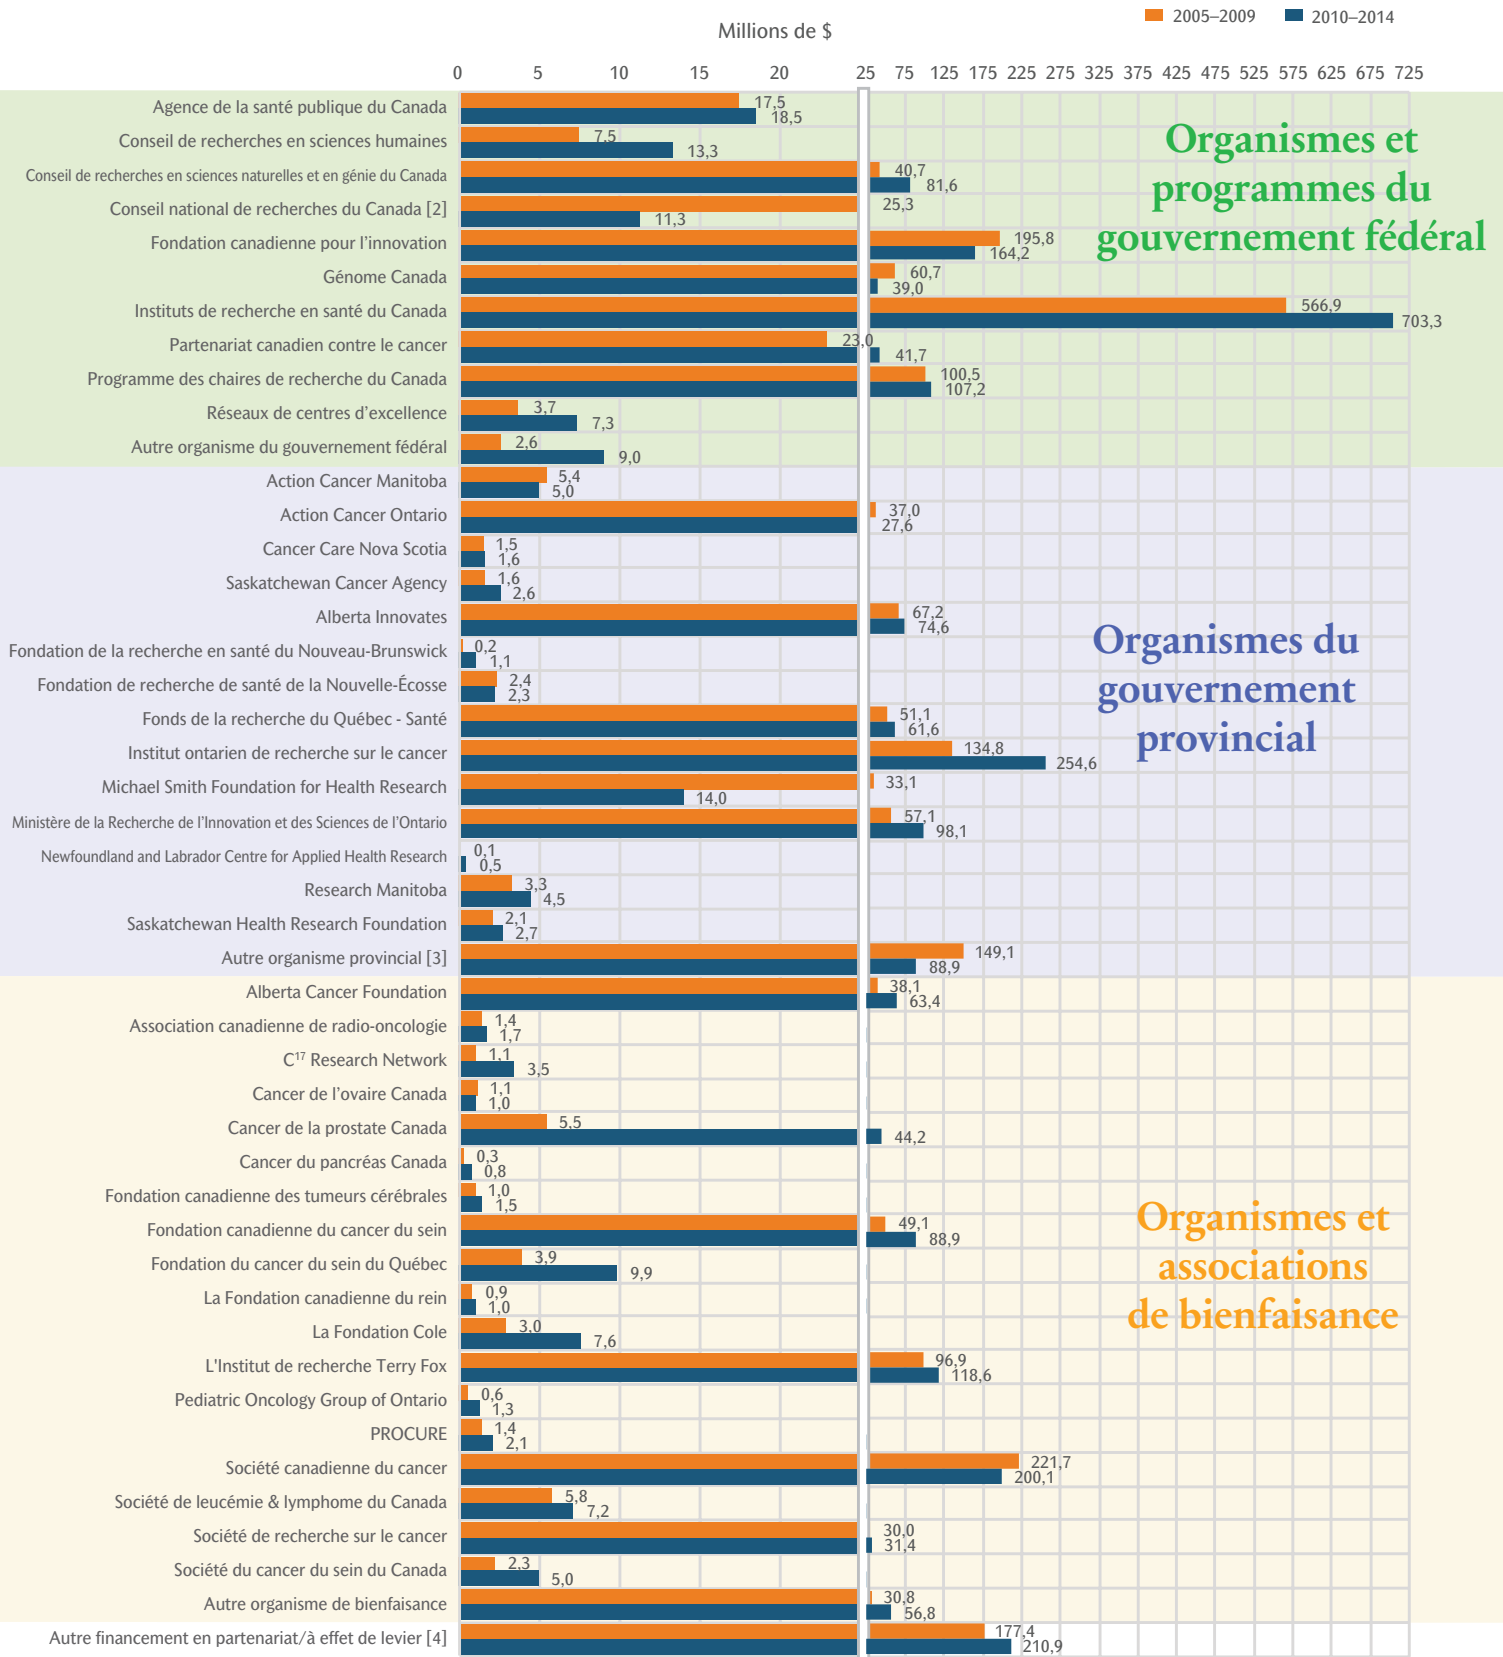 2005–2009 2010–2014
Millions de $
0 5 10 15 20 25 75 125 175 225 275 325 375 425 475 525 575 625 675 725
Agence de la santé publique du Canada 17,5
18,5
Conseil de recherches en sciences humaines 7,5
13,3
Conseil de recherches en sciences naturelles et en génie du Canada 40,7
81,6
Conseil national de recherches du Canada [2] 25,3
11,3
Fondation canadienne pour l'innovation 195,8
164,2
Génome Canada 60,7
39,0
Instituts de recherche en santé du Canada 566,9
703,3
Partenariat canadien contre le cancer 23,0
41,7
Programme des chaires de recherche du Canada 100,5
107,2
Réseaux de centres d'excellence 3,7
7,3
Autre organisme du gouvernement fédéral 2,6
9,0
Organismes et
programmes du
gouvernement fédéral
Action Cancer Manitoba 5,4
5,0
Action Cancer Ontario 37,0
27,6
Cancer Care Nova Scotia 1,5
1,6
Saskatchewan Cancer Agency 1,6
2,6
Alberta Innovates 67,2
74,6
Fondation de la recherche en santé du Nouveau-Brunswick 0,2
1,1
Fondation de recherche de santé de la Nouvelle-Écosse 2,4
2,3
Fonds de la recherche du Québec - Santé 51,1
61,6
Institut ontarien de recherche sur le cancer 134,8
254,6
Michael Smith Foundation for Health Research 33,1
14,0
Ministère de la Recherche de l'Innovation et des Sciences de l'Ontario 57,1
98,1
Newfoundland and Labrador Centre for Applied Health Research 0,1
0,5
Research Manitoba 3,3
4,5
Saskatchewan Health Research Foundation 2,1
2,7
Autre organisme provincial [3] 149,1
88,9
Organismes du
gouvernement
provincial
Alberta Cancer Foundation 38,1
63,4
Association canadienne de radio-oncologie 1,4
1,7
C¹⁷ Research Network 1,1
3,5
Cancer de l'ovaire Canada 1,1
1,0
Cancer de la prostate Canada 5,5
44,2
Cancer du pancréas Canada 0,3
0,8
Fondation canadienne des tumeurs cérébrales 1,0
1,5
Fondation canadienne du cancer du sein 49,1
88,9
Fondation du cancer du sein du Québec 3,9
9,9
La Fondation canadienne du rein 0,9
1,0
La Fondation Cole 3,0
7,6
L'Institut de recherche Terry Fox 96,9
118,6
Pediatric Oncology Group of Ontario 0,6
1,3
PROCURE 1,4
2,1
Société canadienne du cancer 221,7
200,1
Société de leucémie & lymphome du Canada 5,8
7,2
Société de recherche sur le cancer 30,0
31,4
Société du cancer du sein du Canada 2,3
5,0
Autre organisme de bienfaisance 30,8
56,8
Organismes et
associations
de bienfaisance
Autre financement en partenariat/à effet de levier [4] 177,4
210,9